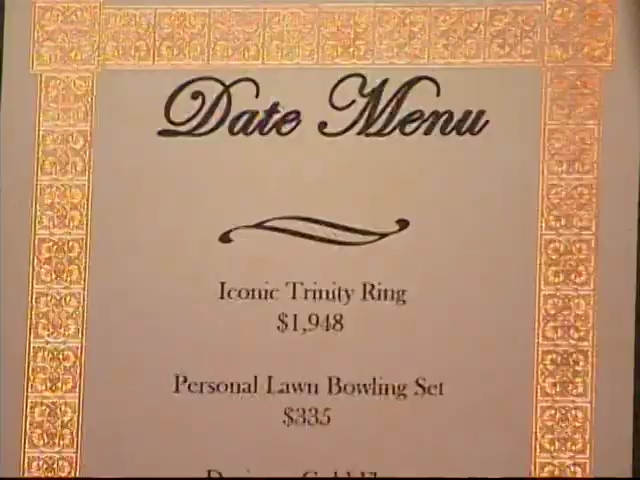 Date Menu
Iconic Trinity Ring
$1,948
Personal Lawn Bowling Set
$335